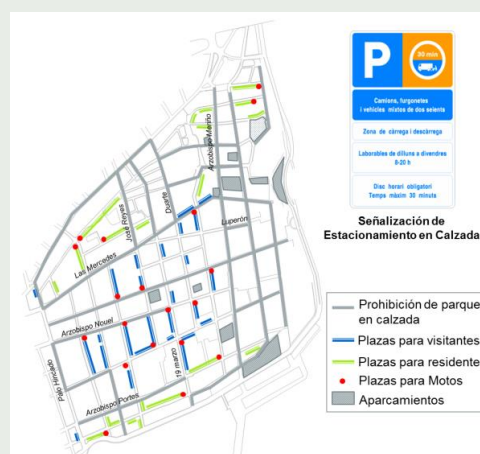 P
30 min
Camions, furgonetes
i vehicles mixtos de dos seients
Zona de càrrega i descàrrega
Laborables de dilluns a divendres
8-20 h
Disc horari obligatori
Temps màxim 30 minuts
Señalización de
Estacionamiento en Calzada
Prohibición de parque
en calzada
Plazas para visitantes
Plazas para residente
Plazas para Motos
Aparcamientos
Arzobispo Meriño
Duarte
José Reyes
Luperón
Las Mercedes
Arzobispo Nouel
Palo Hincado
19 marzo
Arzobispo Portes